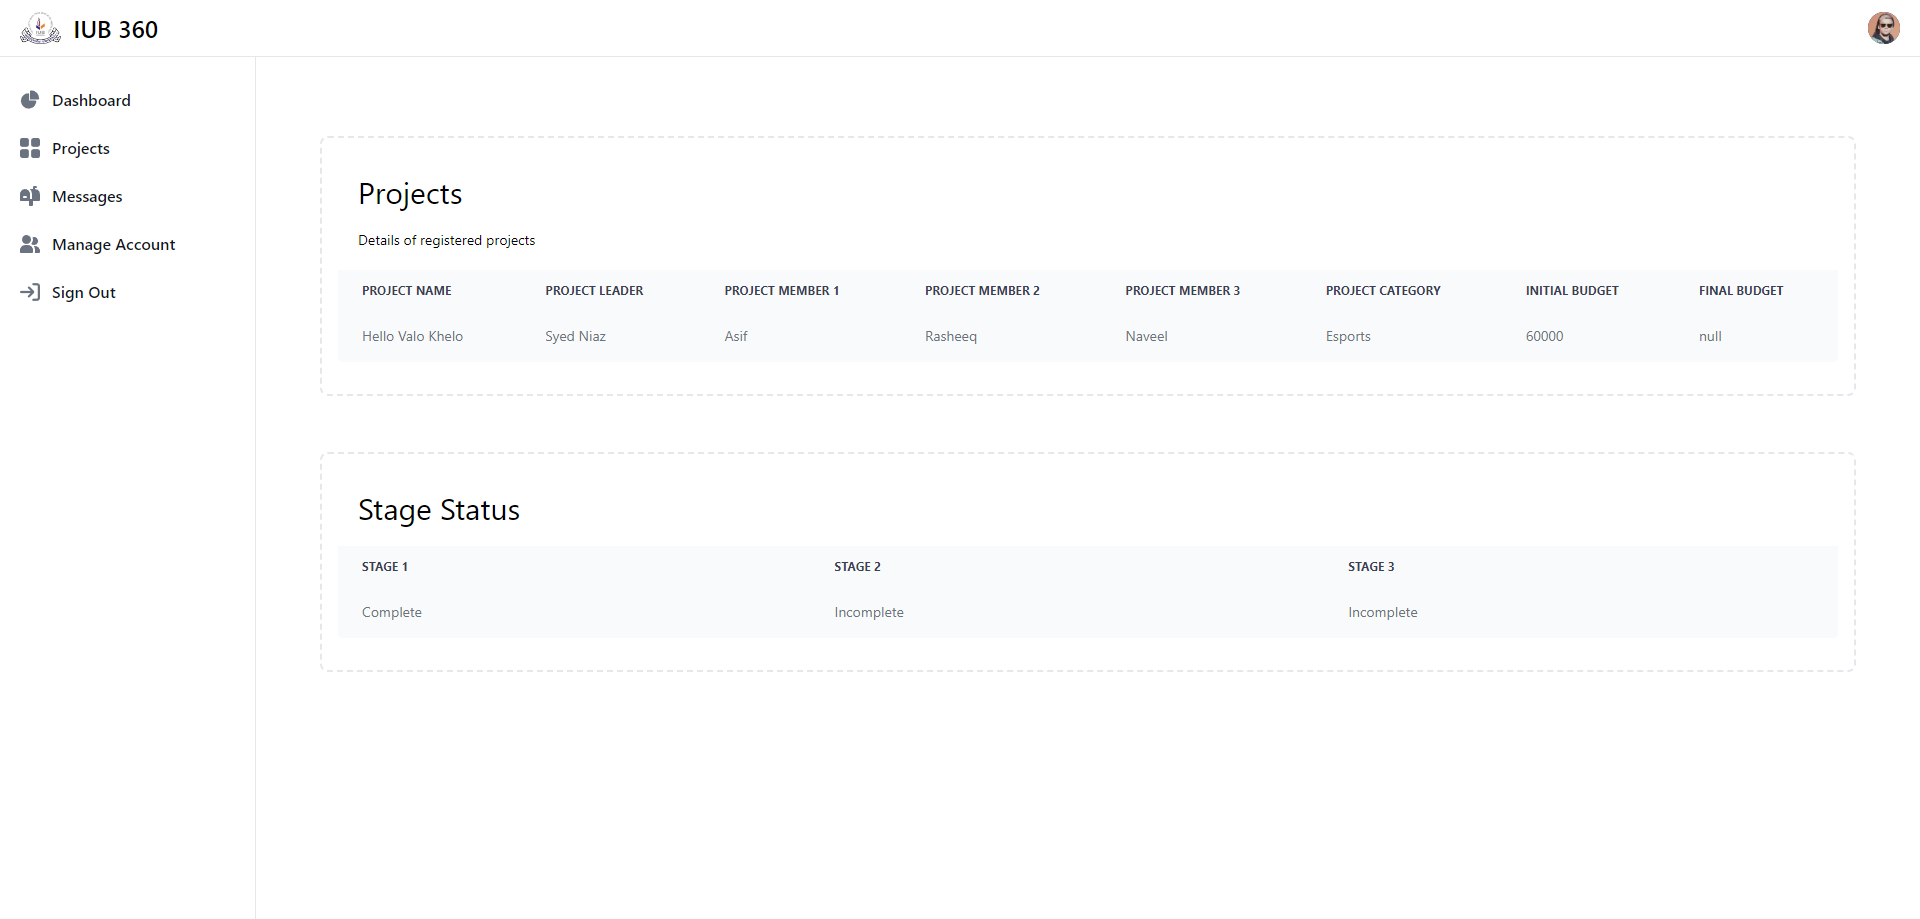 IUB 360
Dashboard
Projects
Messages
Manage Account
Sign Out
Projects
Details of registered projects
PROJECT NAME PROJECT LEADER PROJECT MEMBER 1 PROJECT MEMBER 2 PROJECT MEMBER 3 PROJECT CATEGORY INITIAL BUDGET FINAL BUDGET
Hello Valo Khelo Syed Niaz Asif Rasheeq Naveel Esports 60000 null
Stage Status
STAGE 1 STAGE 2 STAGE 3
Complete Incomplete Incomplete